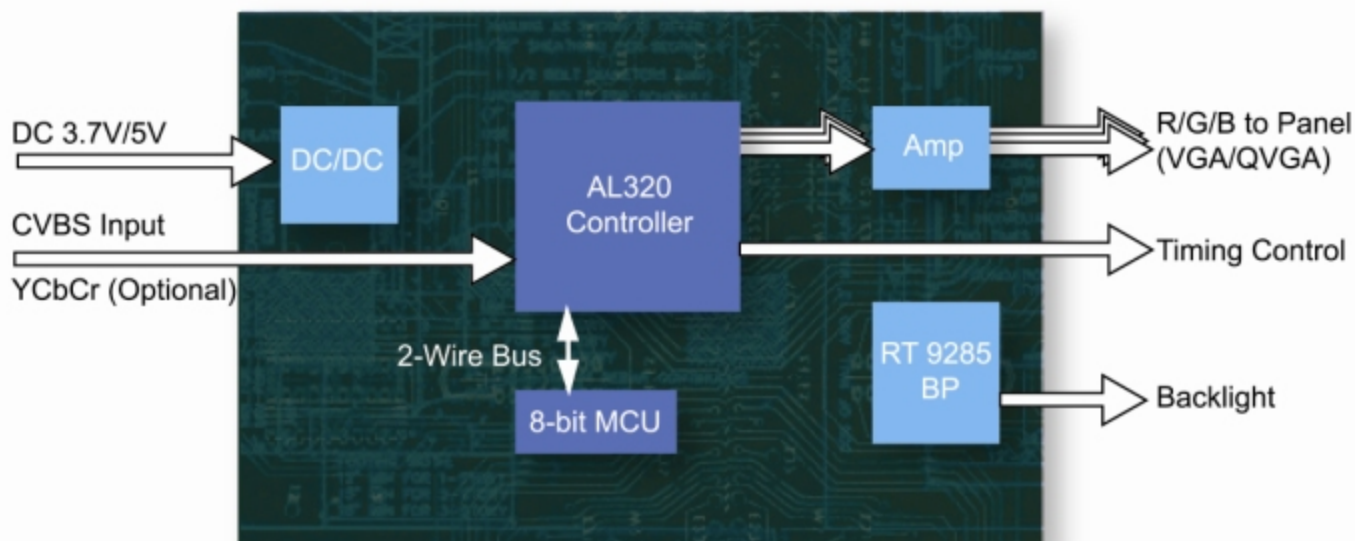 DC 3.7V/5V
DC/DC
CVBS Input
YCbCr (Optional)
AL320
Controller
2-Wire Bus
8-bit MCU
Amp
R/G/B to Panel
(VGA/QVGA)
Timing Control
RT 9285
BP
Backlight